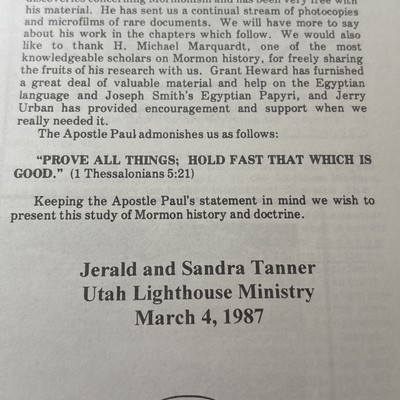 discoveries concerning Mormonism and has been very free with
his material. He has sent us a continual stream of photocopies
and microfilms of rare documents. We will have more to say
about his work in the chapters which follow. We would also
like to thank H. Michael Marquardt, one of the most
knowledgeable scholars on Mormon history, for freely sharing
the fruits of his research with us. Grant Heward has furnished
a great deal of valuable material and help on the Egyptian
language and Joseph Smith's Egyptian Papyri, and Jerry
Urban has provided encouragement and support when we
really needed it.
The Apostle Paul admonishes us as follows:
“PROVE ALL THINGS; HOLD FAST THAT WHICH IS
GOOD.” (1 Thessalonians 5:21)
Keeping the Apostle Paul's statement in mind we wish to
present this study of Mormon history and doctrine.
Jerald and Sandra Tanner
Utah Lighthouse Ministry
March 4, 1987